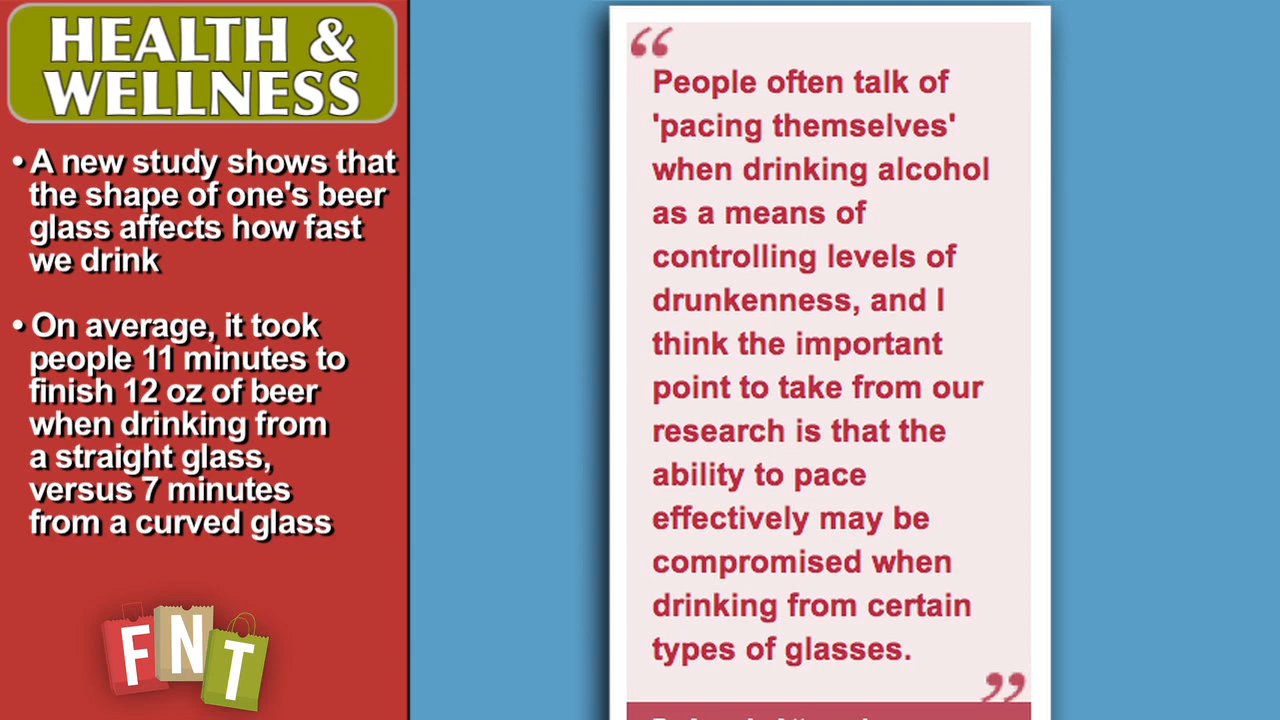 HEALTH &
WELLNESS
• A new study shows that
the shape of one's beer
glass affects how fast
we drink
• On average, it took
people 11 minutes to
finish 12 oz of beer
when drinking from
a straight glass,
versus 7 minutes
from a curved glass
FNT
“
People often talk of
'pacing themselves'
when drinking alcohol
as a means of
controlling levels of
drunkenness, and I
think the important
point to take from our
research is that the
ability to pace
effectively may be
compromised when
drinking from certain
types of glasses.
”